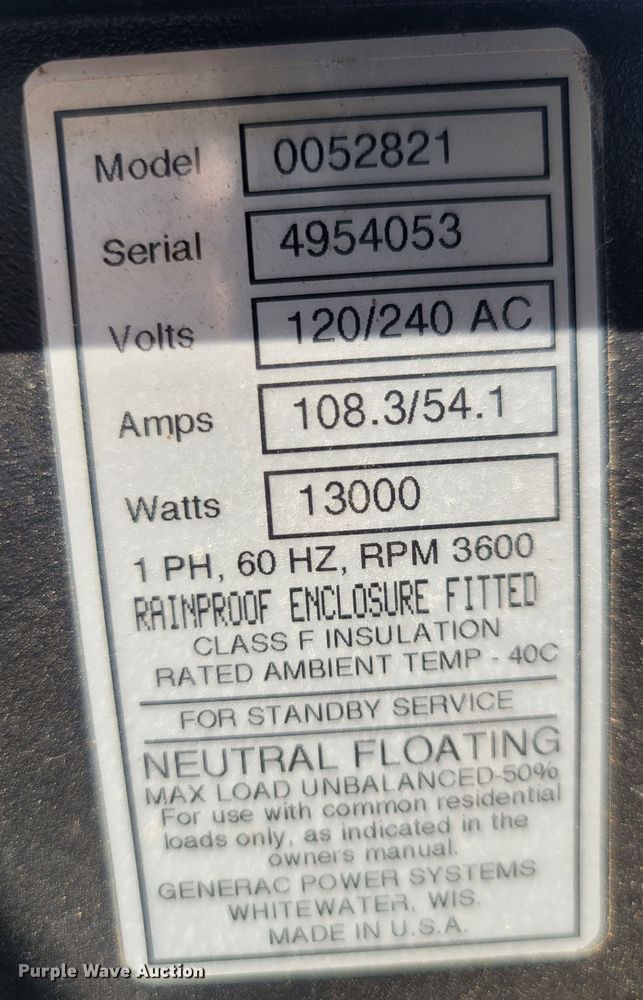 Model 0052821
Serial 4954053
Volts 120/240 AC
Amps 108.3/54.1
Watts 13000
1 PH, 60 HZ, RPM 3600
RAINPROOF ENCLOSURE FITTED
CLASS F INSULATION
RATED AMBIENT TEMP - 40C
FOR STANDBY SERVICE
NEUTRAL FLOATING
MAX LOAD UNBALANCED-50%
For use with common residential
loads only, as indicated in the
owners manual.
GENERAC POWER SYSTEMS
WHITEWATER, WIS.
MADE IN U.S.A.
Purple Wave Auction